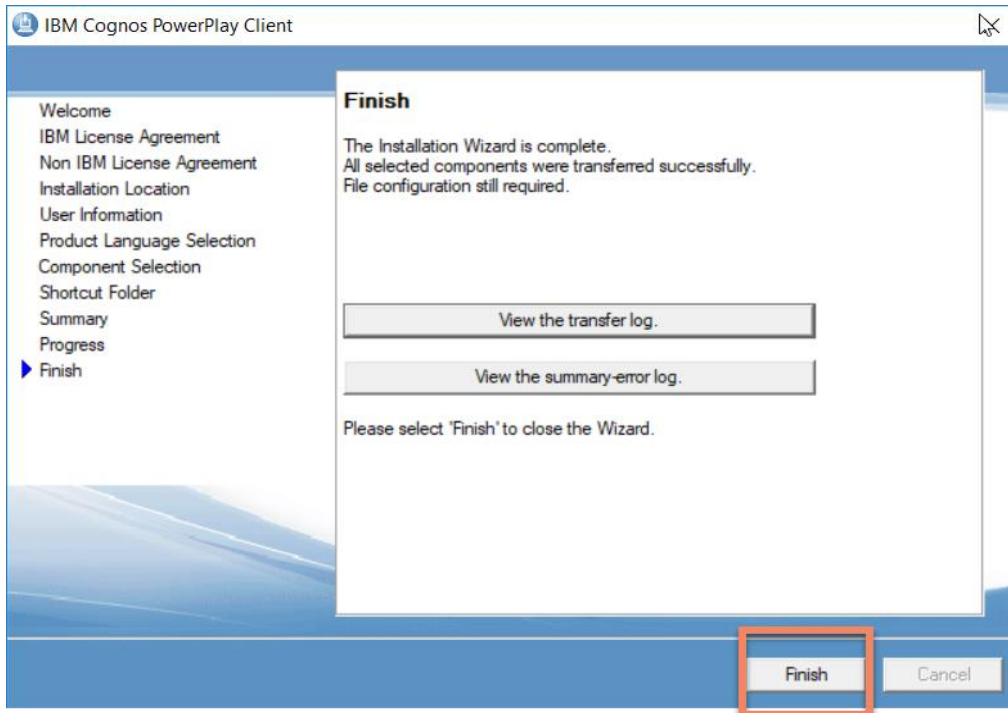 IBM Cognos PowerPlay Client
Welcome
IBM License Agreement
Non IBM License Agreement
Installation Location
User Information
Product Language Selection
Component Selection
Shortcut Folder
Summary
Progress
Finish
Finish
The Installation Wizard is complete.
All selected components were transferred successfully.
File configuration still required.
View the transfer log.
View the summary-error log.
Please select 'Finish' to close the Wizard.
Finish
Cancel